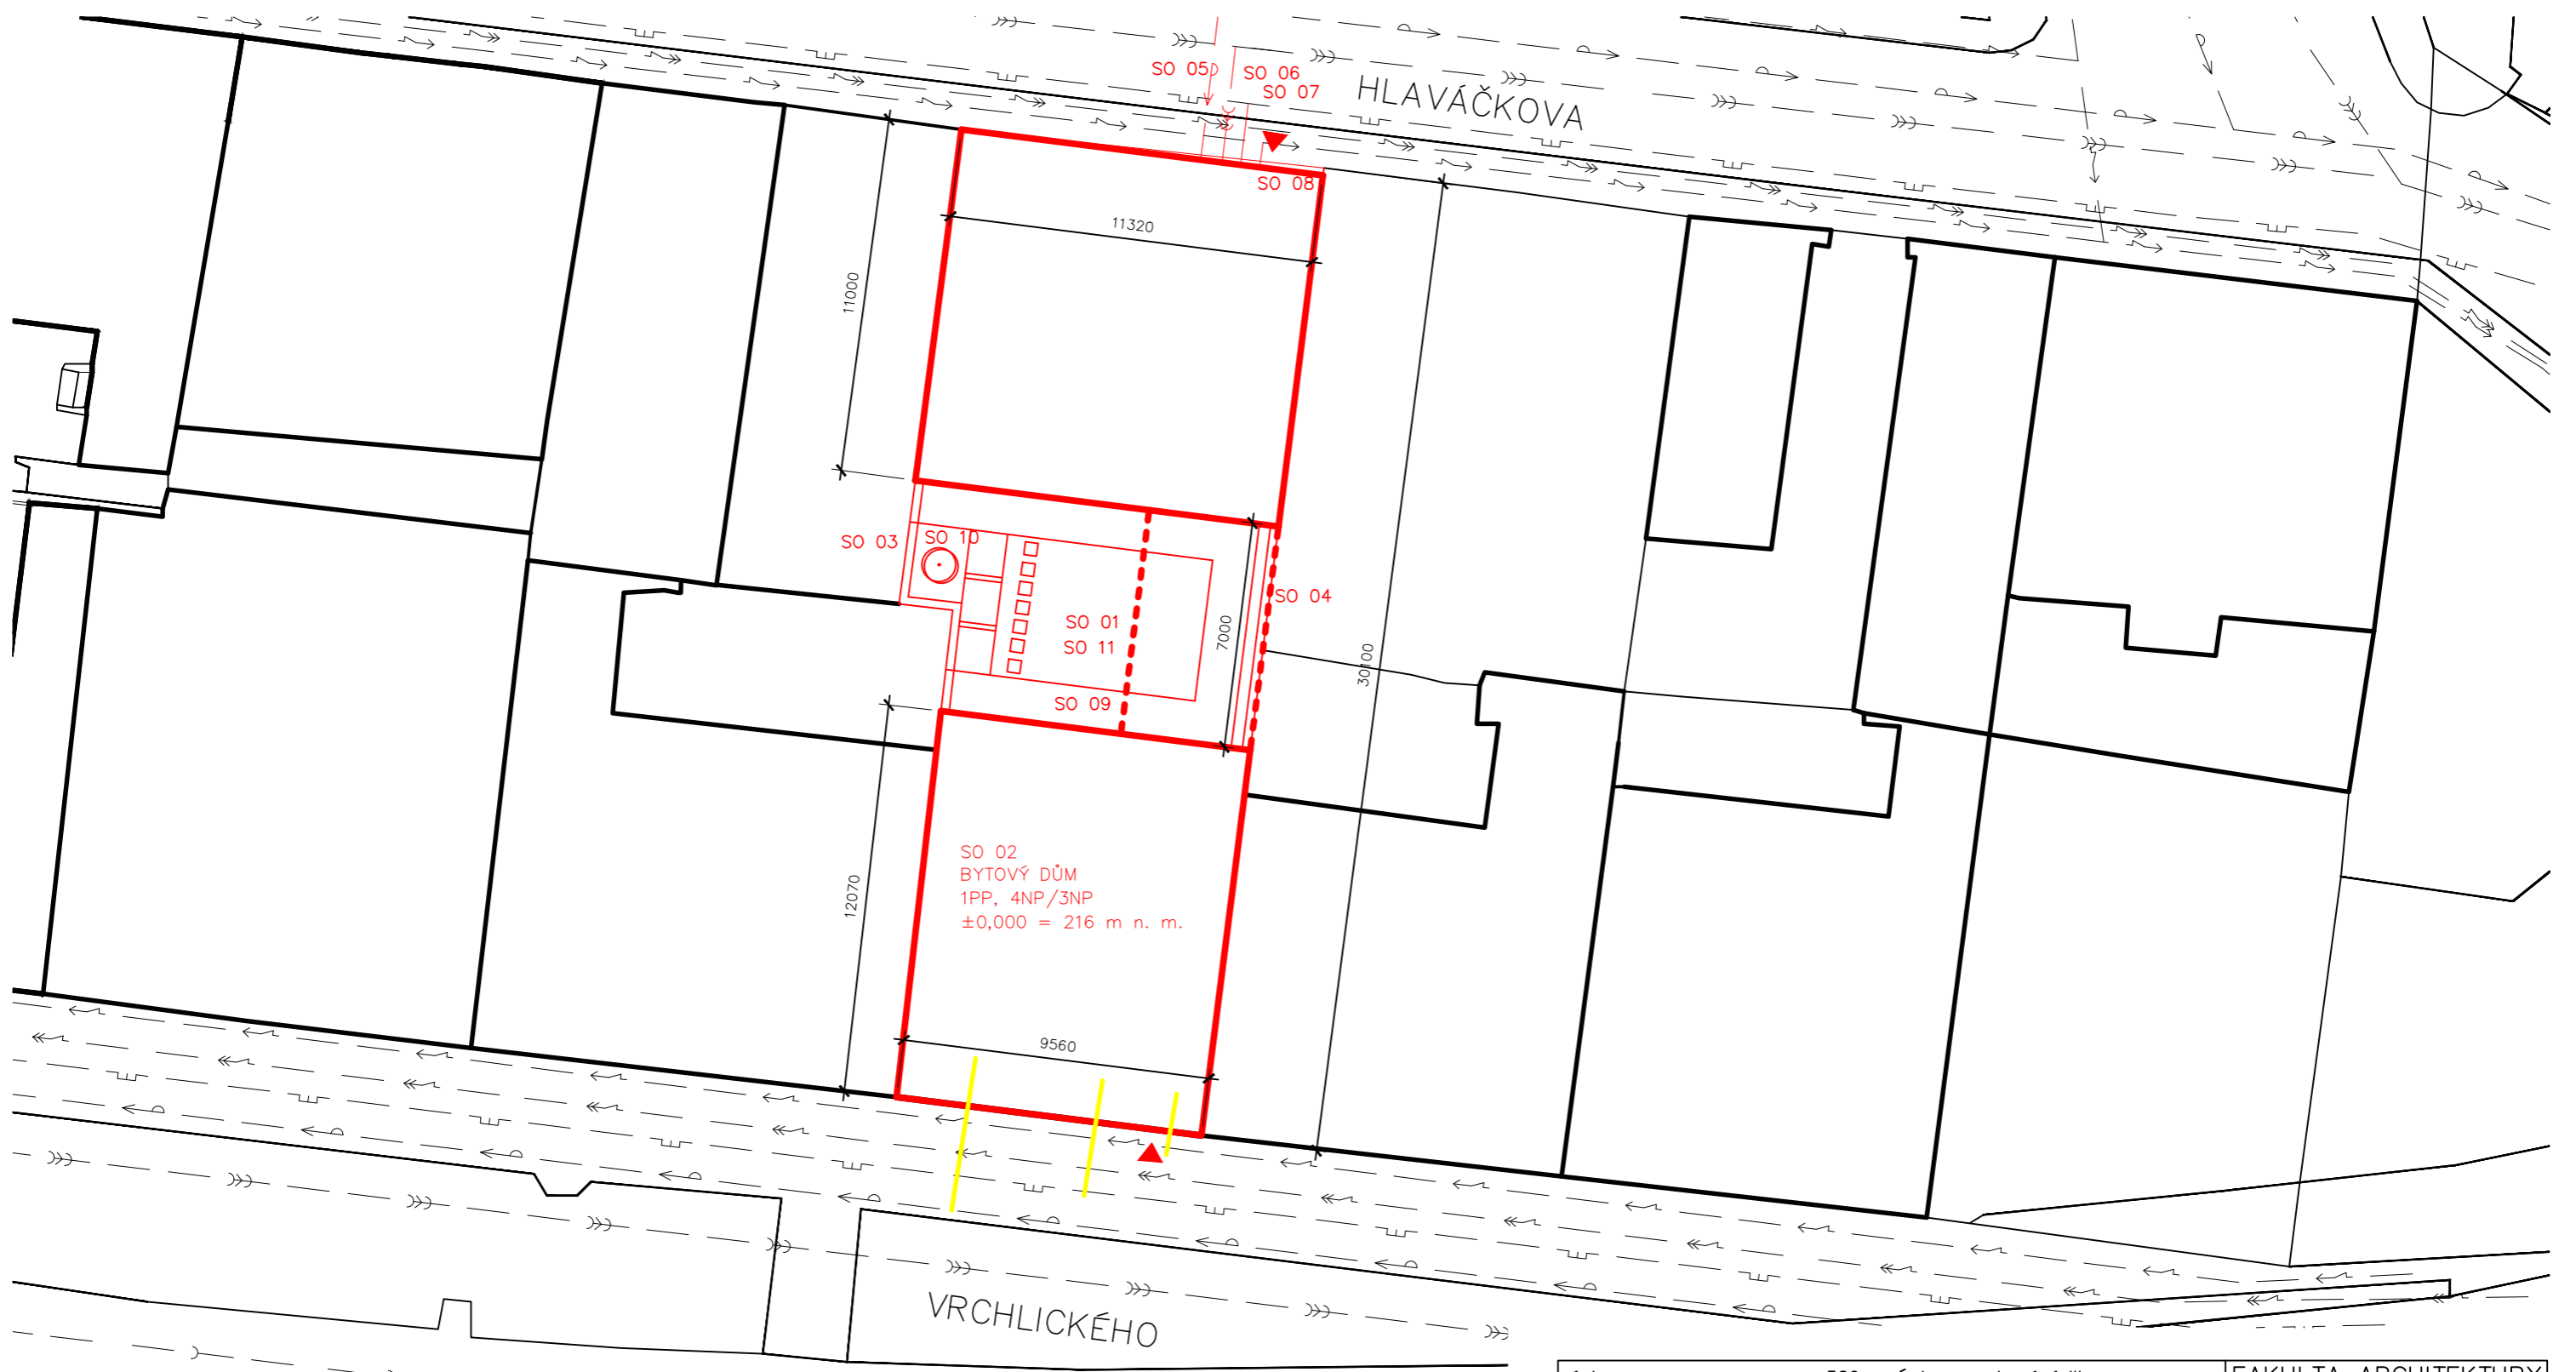 HLAVÁČKOVA
SO 05
SO 06
SO 07
SO 08
11320
11000
SO 03
SO 10
SO 04
SO 01
SO 11
7000
30100
SO 09
SO 02
BYTOVÝ DŮM
1PP, 4NP/3NP
±0,000 = 216 m n. m.
12070
9560
VRCHLICKÉHO
FAKULTA ARCHITEKTURY